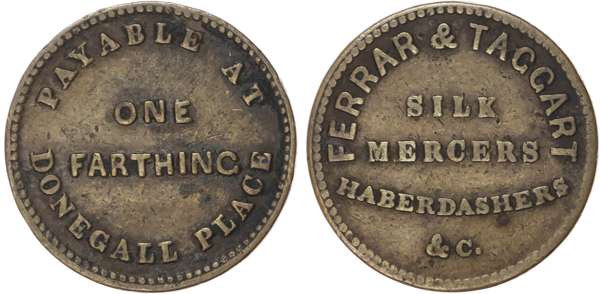 PAYABLE AT
ONE
FARTHING
DONEGALL PLACE
FERRAR & TAGGART
SILK
MERCERS
HABERDASHERS
&C.